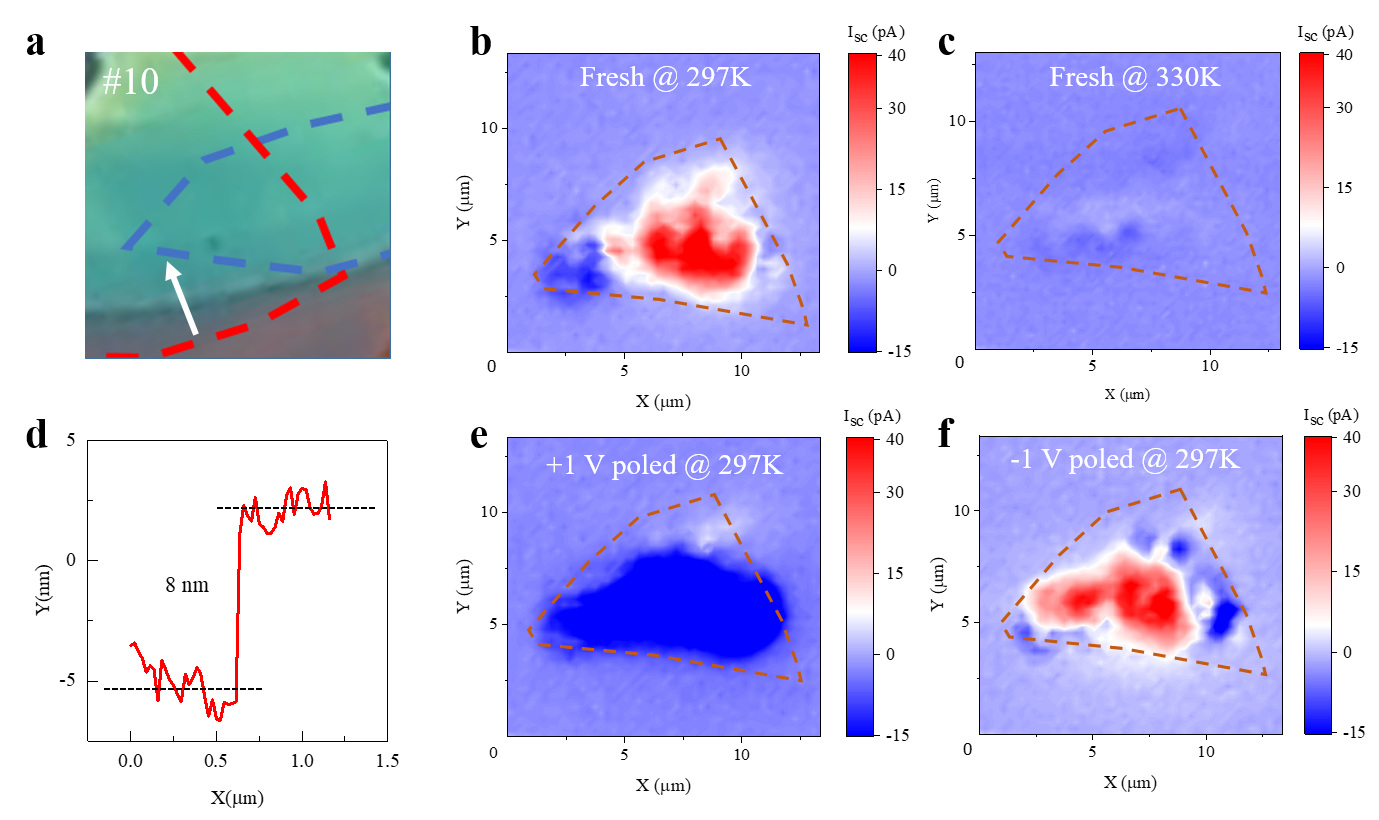 a
#10
b
I_SC (pA)
Fresh @ 297K
40
30
15
0
-15
10
5
Y (μm)
0
5
10
X (μm)
c
I_SC (pA)
Fresh @ 330K
40
30
15
0
-15
10
5
Y (μm)
0
5
10
X (μm)
d
5
0
-5
Y(nm)
8 nm
0.0
0.5
1.0
1.5
X(μm)
e
I_SC (pA)
+1 V poled @ 297K
40
30
15
0
-15
10
5
Y (μm)
0
5
10
X (μm)
f
I_SC (pA)
-1 V poled @ 297K
40
30
15
0
-15
10
5
Y (μm)
0
5
10
X (μm)